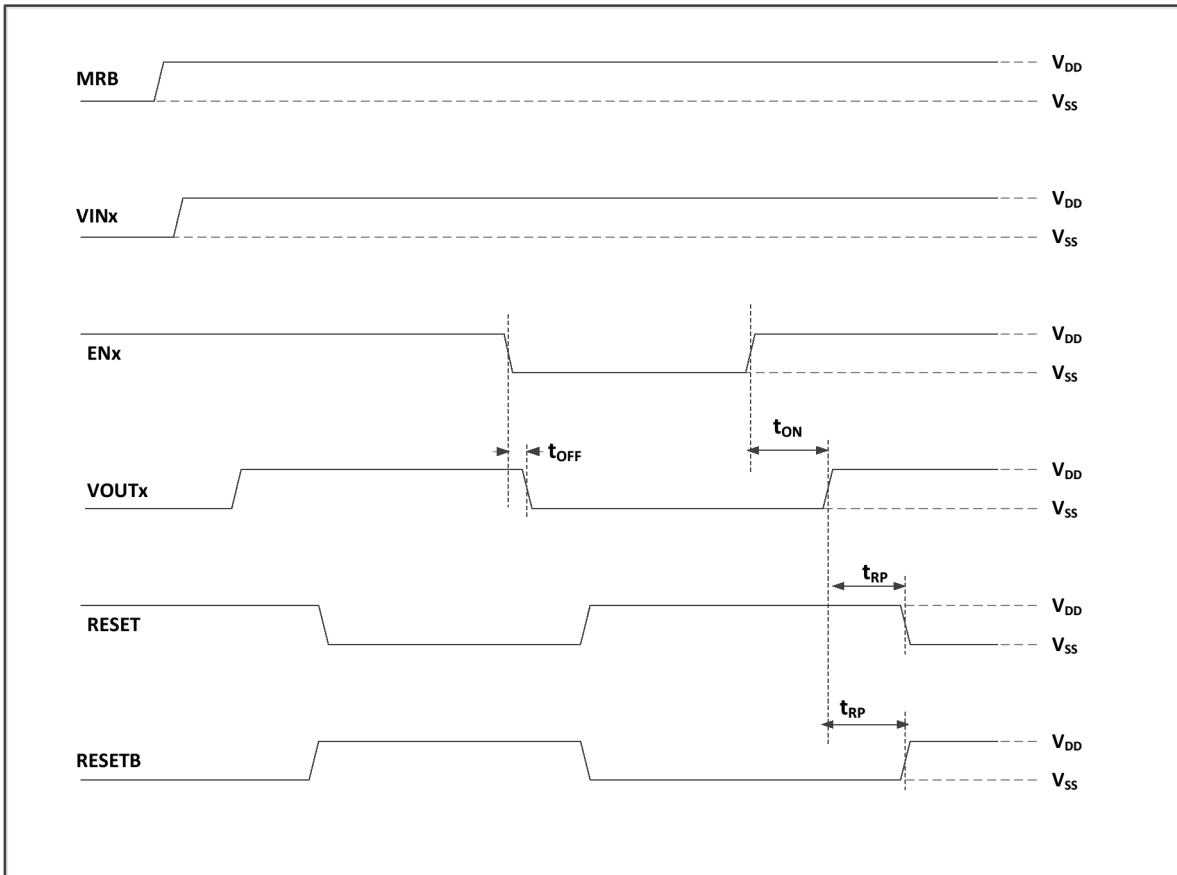 MRB
V_DD
V_SS
VINx
V_DD
V_SS
ENx
V_DD
V_SS
t_ON
t_OFF
VOUTx
V_DD
V_SS
t_RP
RESET
V_DD
V_SS
t_RP
RESETB
V_DD
V_SS